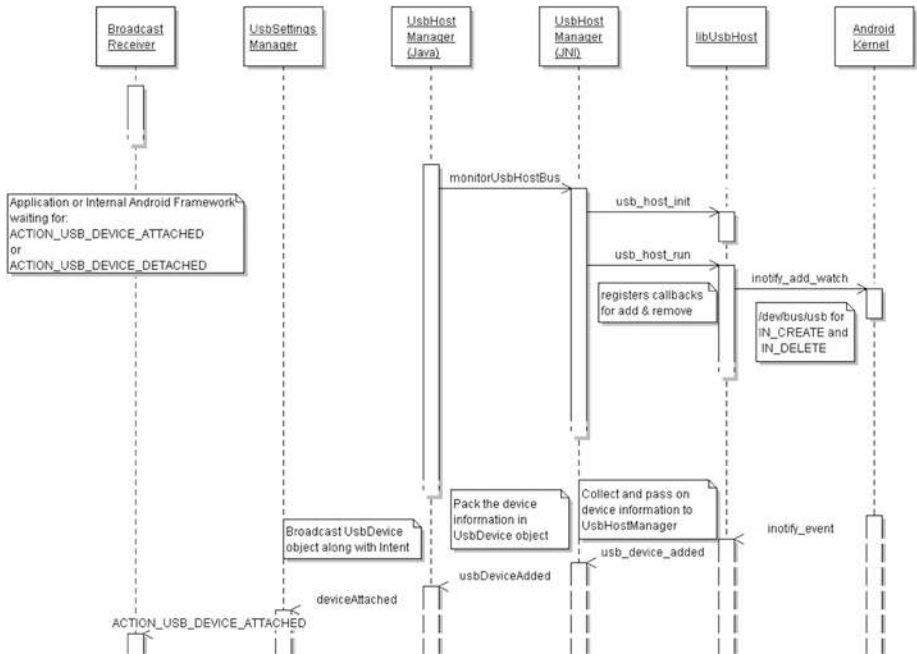 Broadcast
Receiver
UsbSettings
Manager
UsbHost
Manager
(Java)
UsbHost
Manager
(JNI)
libUsbHost
Android
Kernel
monitorUsbHostBus
Application or Internal Android Framework
waiting for:
ACTION_USB_DEVICE_ATTACHED
or
ACTION_USB_DEVICE_DETACHED
usb_host_init
usb_host_run
inotify_add_watch
registers callbacks
for add & remove
/dev/bus/usb for
IN_CREATE and
IN_DELETE
Collect and pass on
device information to
UsbHostManager
Pack the device
information in
UsbDevice object
Broadcast UsbDevice
object along with Intent
inotify_event
usb_device_added
usbDeviceAdded
deviceAttached
ACTION_USB_DEVICE_ATTACHED